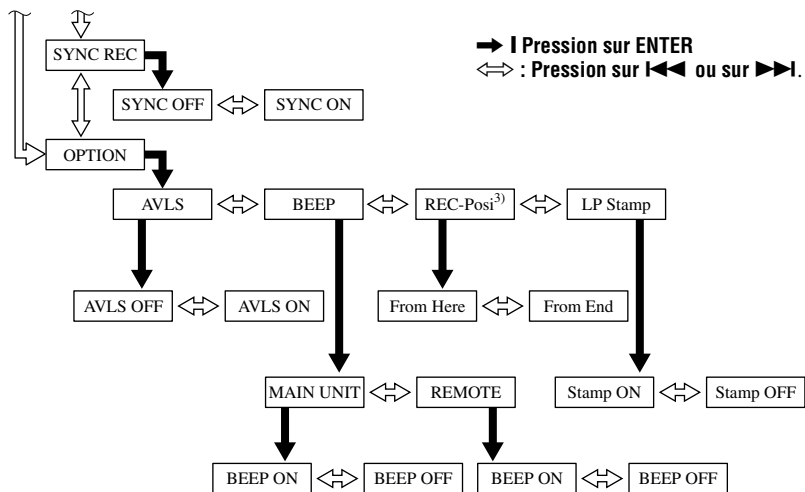 SYNC REC
➡ I Pression sur ENTER
⇔ : Pression sur I◀◀ ou sur ▶▶I.
SYNC OFF ⇔ SYNC ON
OPTION
AVLS ⇔ BEEP ⇔ REC-Posi3) ⇔ LP Stamp
AVLS OFF ⇔ AVLS ON
From Here ⇔ From End
MAIN UNIT ⇔ REMOTE
Stamp ON ⇔ Stamp OFF
BEEP ON ⇔ BEEP OFF
BEEP ON ⇔ BEEP OFF